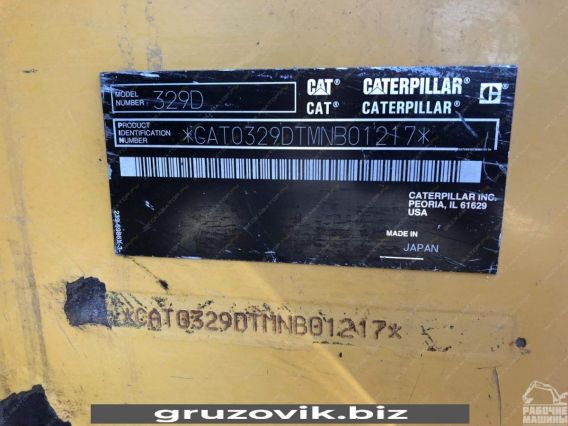 MODEL NUMBER 329D
CAT® CATERPILLAR®
CAT® CATERPILLAR®
PRODUCT IDENTIFICATION NUMBER *CAT0329DTMNB01217*
CATERPILLAR INC.
PEORIA, IL 61629
USA
MADE IN
JAPAN
*CAT0329DTMNB01217*
gruzovik.biz
РАБОЧИЕ
МАШИНЫ